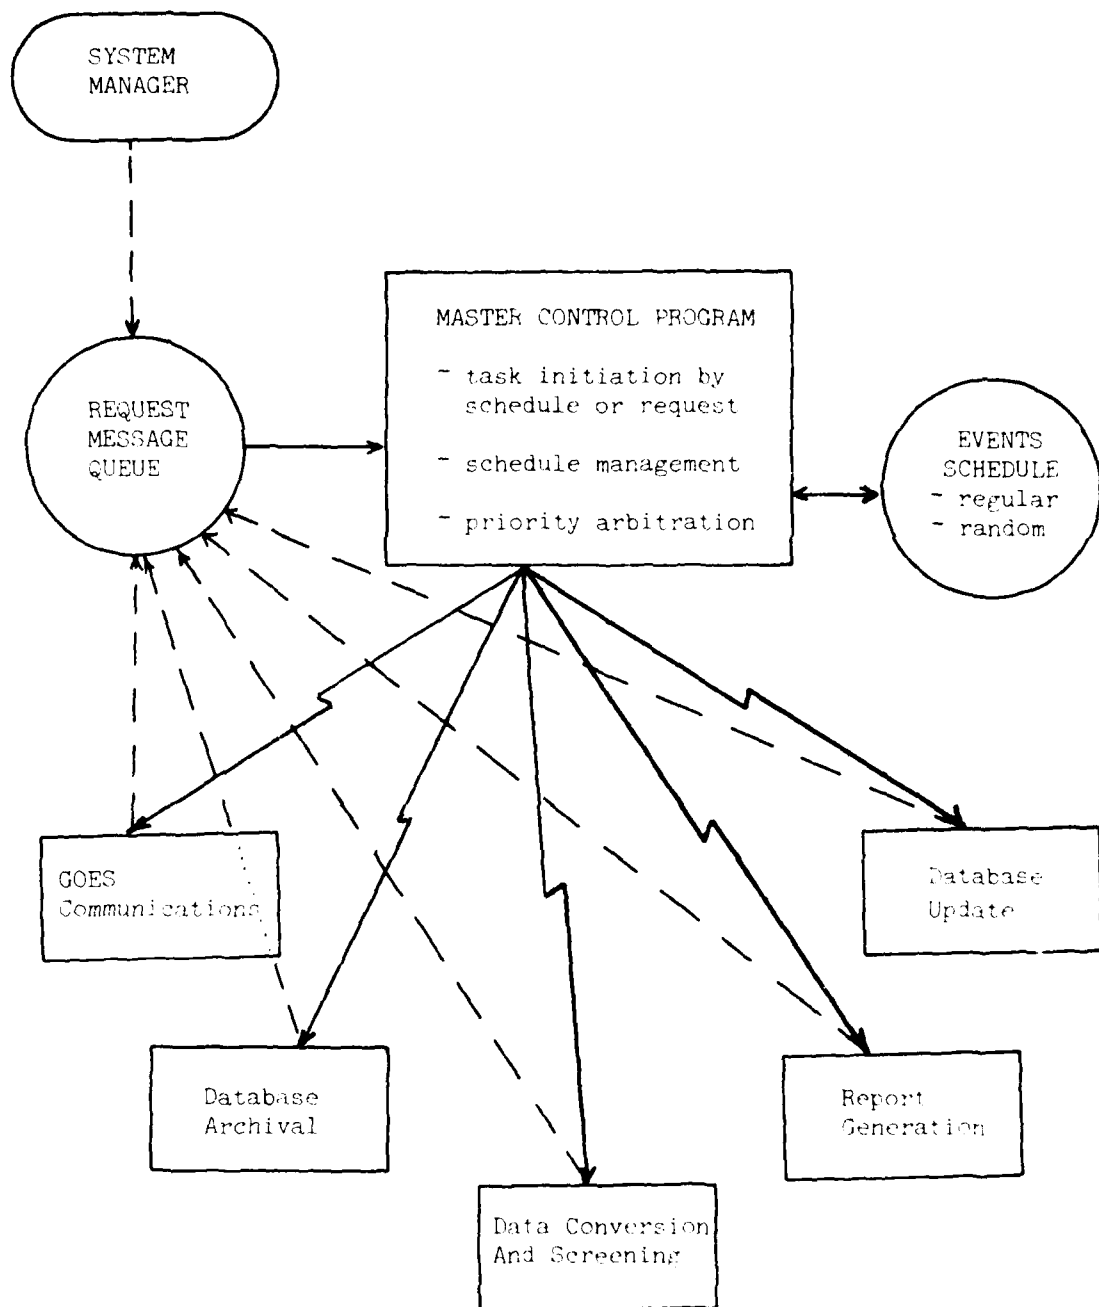 SYSTEM
MANAGER
MASTER CONTROL PROGRAM
- task initiation by
schedule or request
- schedule management
- priority arbitration
REQUEST
MESSAGE
QUEUE
EVENTS
SCHEDULE
- regular
- random
GOES
Communications
Database
Update
Database
Archival
Report
Generation
Data Conversion
And Screening